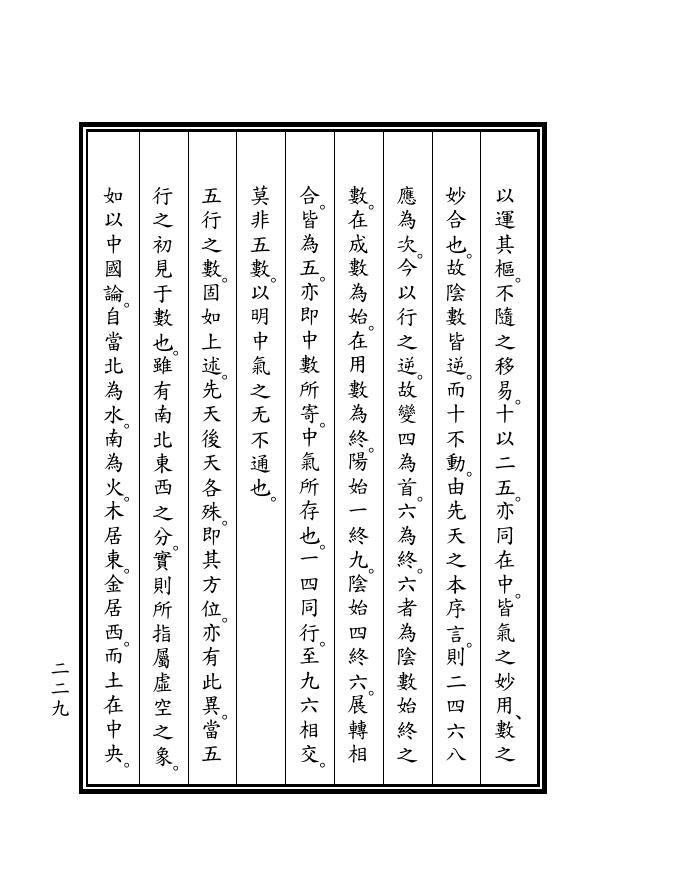 以運其樞。不隨之移易。十以二五。亦同在中。皆氣之妙用、數之
妙合也。故陰數皆逆。而十不動。由先天之本序言。則二四六八
應為次。今以行之逆。故變四為首。六為終。六者為陰數始終之
數。在成數為始。在用數為終。陽始一終九。陰始四終六。展轉相
合。皆為五。亦即中數所寄。中氣所存也。一四同行。至九六相交。
莫非五數。以明中氣之无不通也。
五行之數。固如上述。先天後天各殊。即其方位。亦有此異。當五
行之初見于數也。雖有南北東西之分。實則所指屬虛空之象。
如以中國論。自當北為水。南為火。木居東。金居西。而土在中央。
二二九